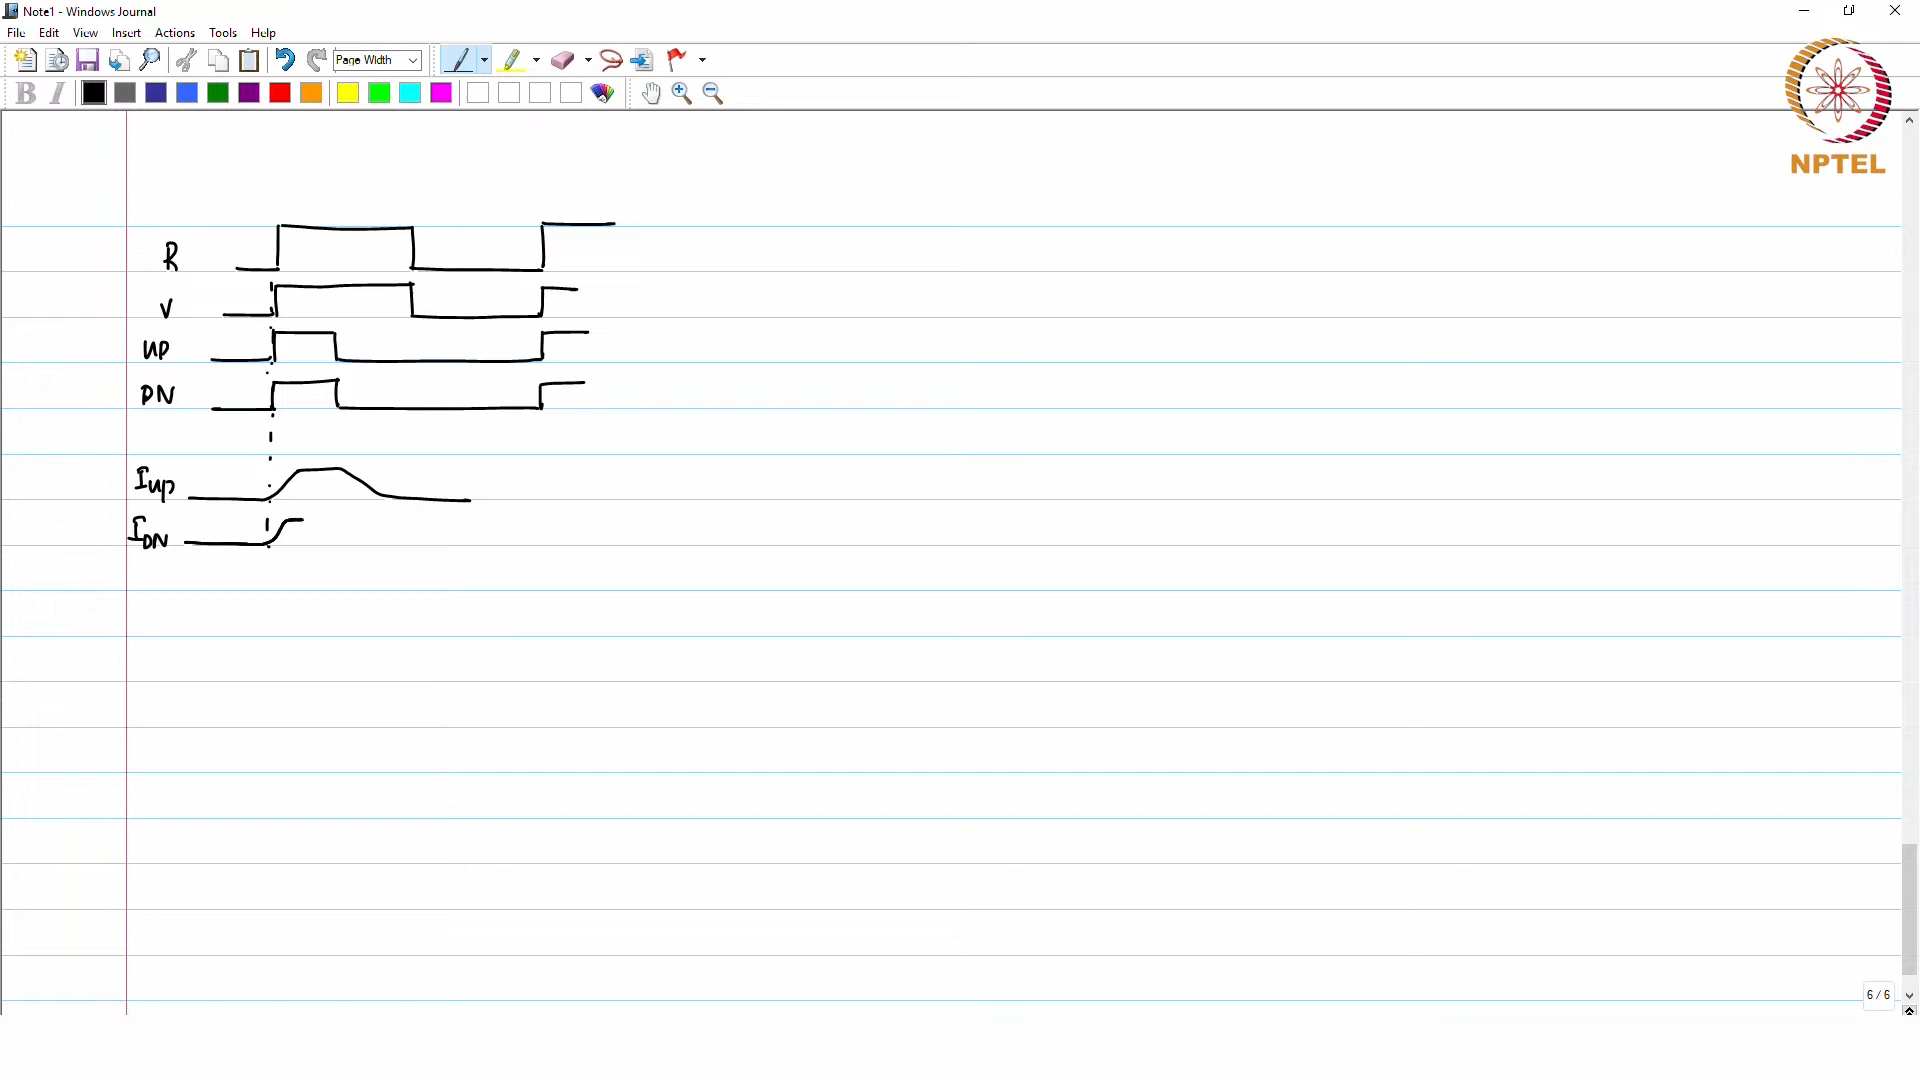 Note1 - Windows Journal
File Edit View Insert Actions Tools Help
Page Width
B I
NPTEL
R
V
UP
DN
Iup
IDN
6 / 6